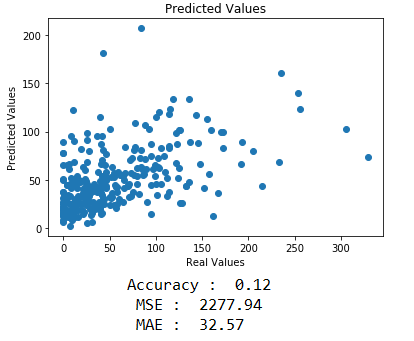 Predicted Values
200
150
100
50
0
Predicted Values
0 50 100 150 200 250 300
Real Values
Accuracy : 0.12
MSE : 2277.94
MAE : 32.57